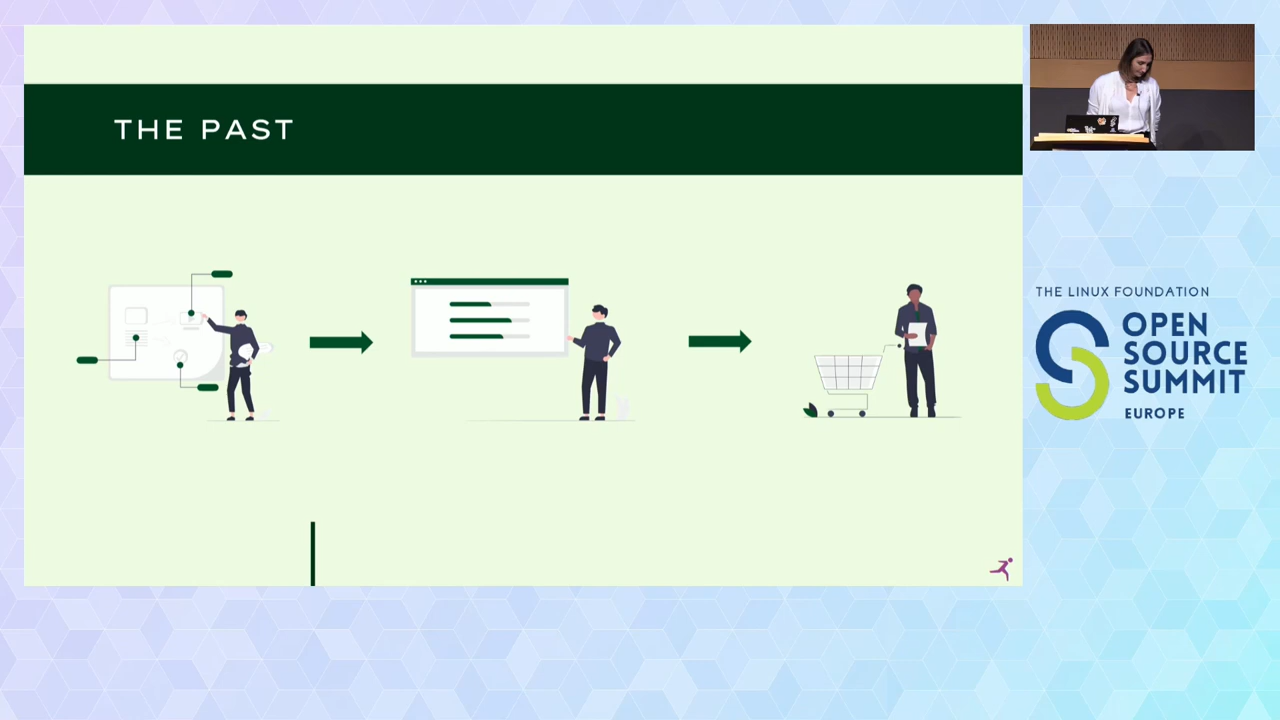 THE PAST
THE LINUX FOUNDATION
OPEN
SOURCE
SUMMIT
EUROPE